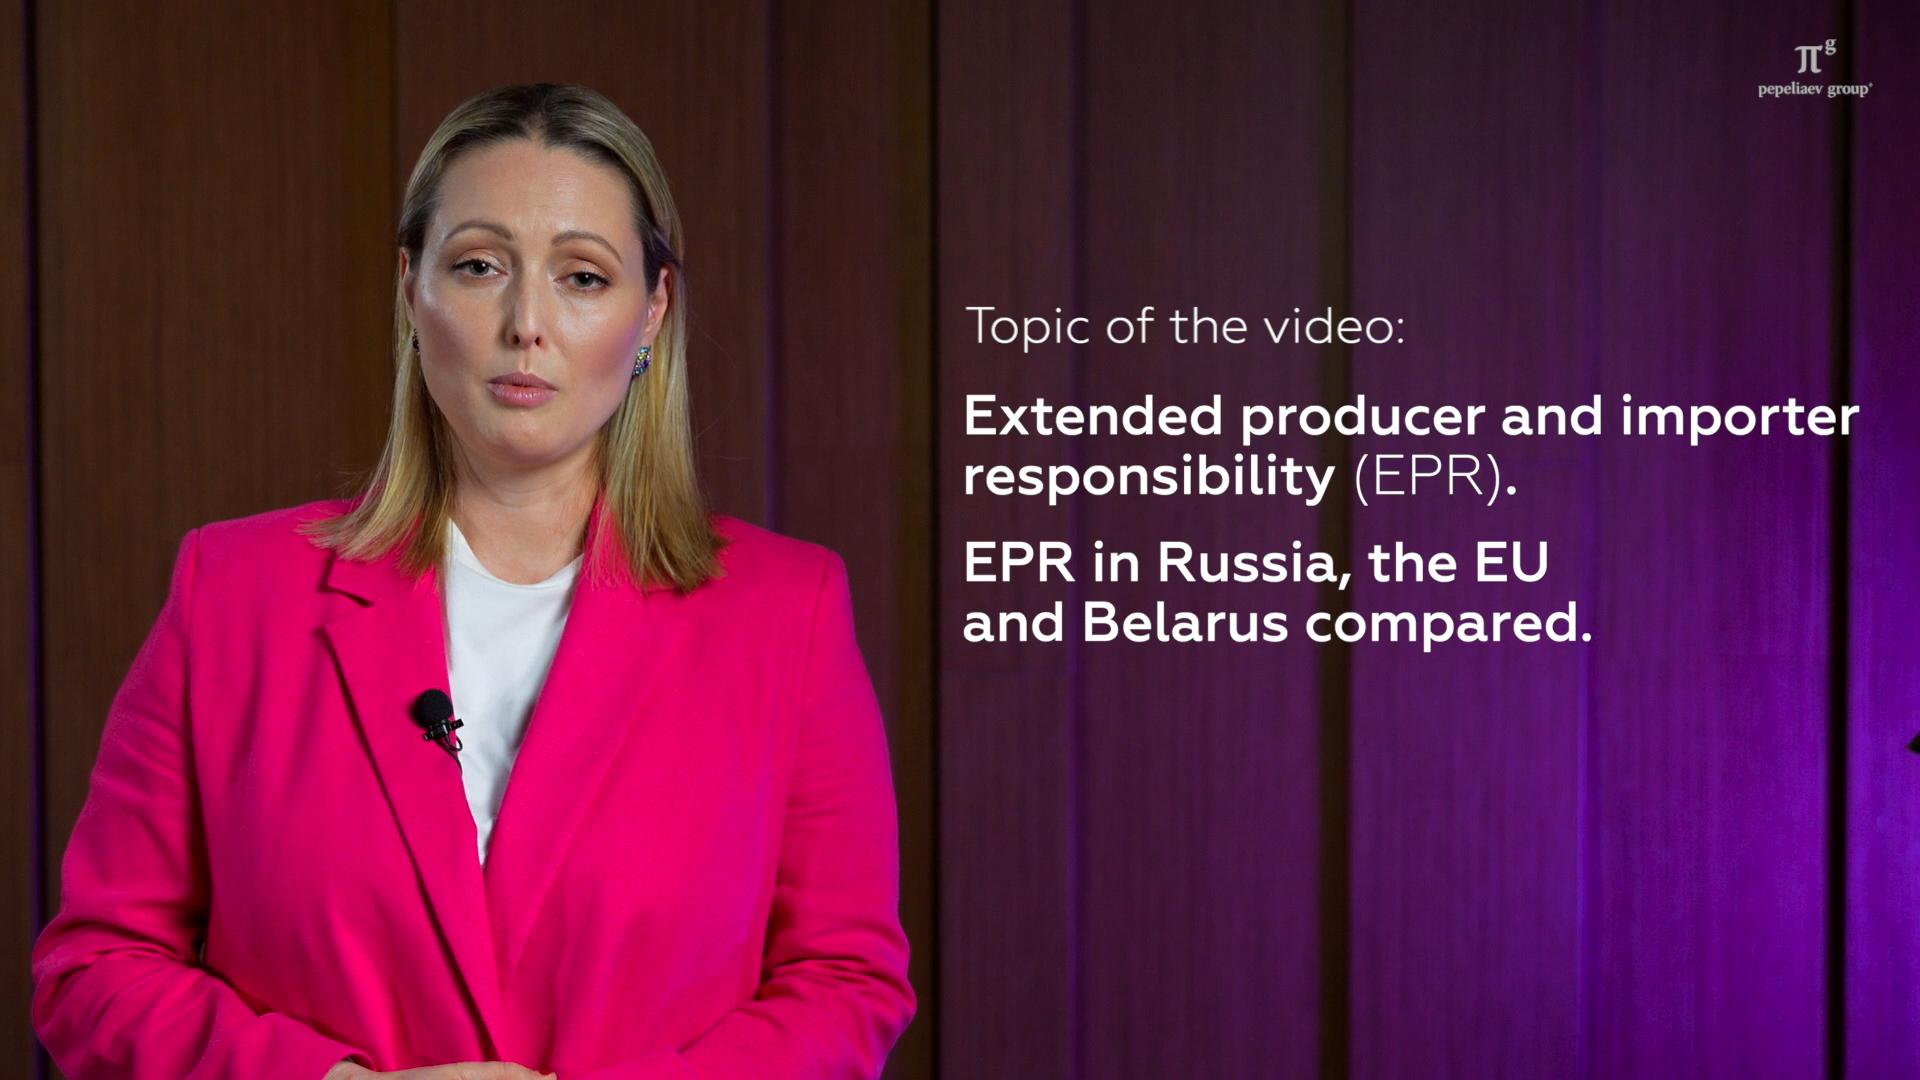 πg
pepeliaev group®
Topic of the video:
Extended producer and importer
responsibility (EPR).
EPR in Russia, the EU
and Belarus compared.